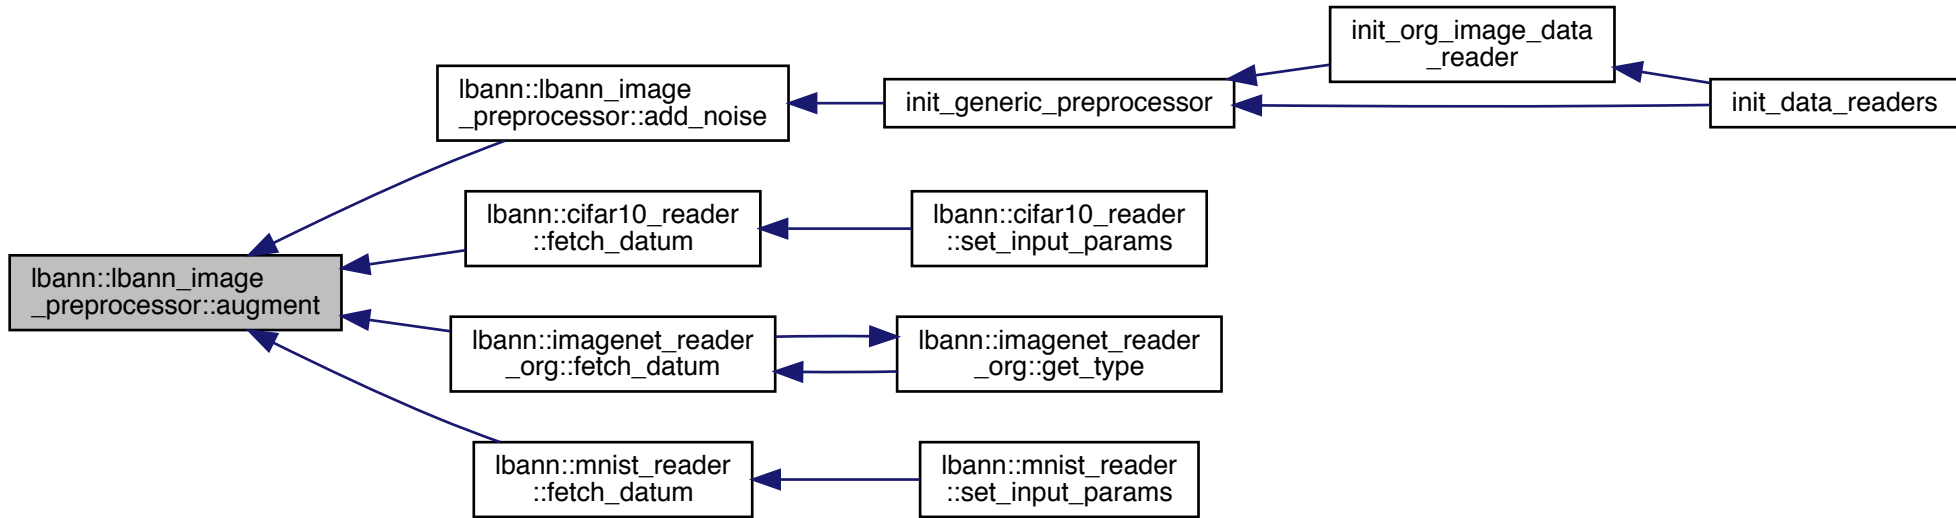 init_org_image_data
_reader
lbann::lbann_image
_preprocessor::add_noise
init_generic_preprocessor
init_data_readers
lbann::cifar10_reader
::fetch_datum
lbann::cifar10_reader
::set_input_params
lbann::lbann_image
_preprocessor::augment
lbann::imagenet_reader
_org::fetch_datum
lbann::imagenet_reader
_org::get_type
lbann::mnist_reader
::fetch_datum
lbann::mnist_reader
::set_input_params